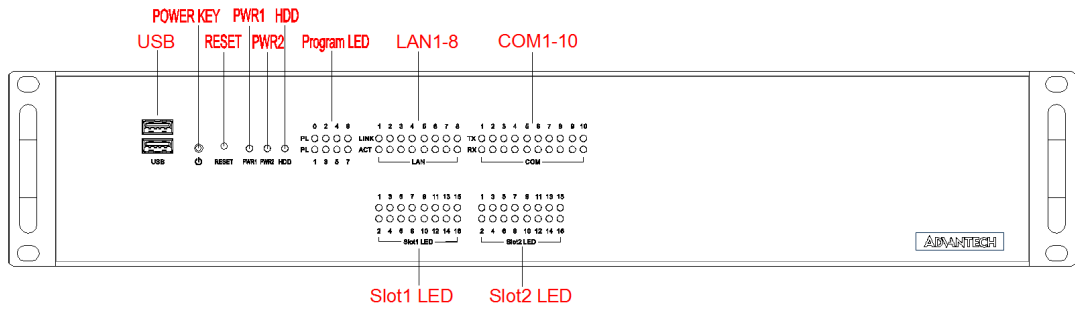 POWER KEY PWR1 HDD
USB RESET PWR2 Program LED LAN1-8 COM1-10
0 2 4 6 1 2 3 4 5 6 7 8 1 2 3 4 5 6 7 8 9 10
PL LINK TX
PL ACT RX
USB RESET PWR1 PWR2 HDD 1 3 5 7 LAN COM
1 3 5 7 9 11 13 15 1 3 5 7 9 11 13 15
2 4 6 8 10 12 14 16 2 4 6 8 10 12 14 16
Slot1 LED Slot2 LED
ADVANTECH
Slot1 LED Slot2 LED